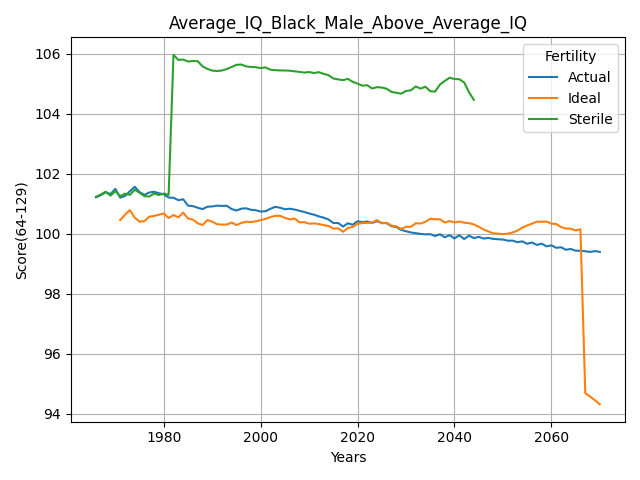 Average_IQ_Black_Male_Above_Average_IQ
Fertility
Actual
Ideal
Sterile
106
104
102
100
98
96
94
Score(64-129)
1980
2000
2020
2040
2060
Years